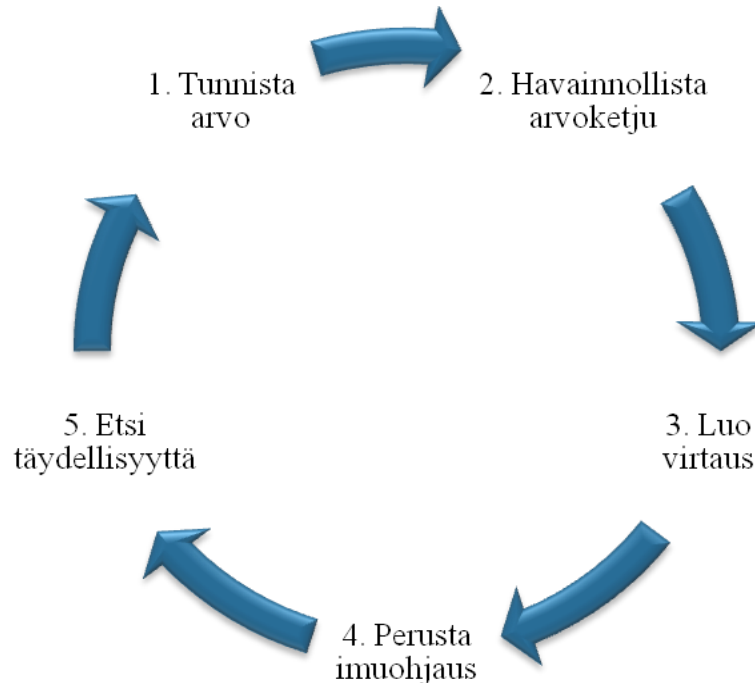 1. Tunnista
arvo
2. Havainnollista
arvoketju
3. Luo
virtaus
4. Perusta
imuohjaus
5. Etsi
täydellisyyttä